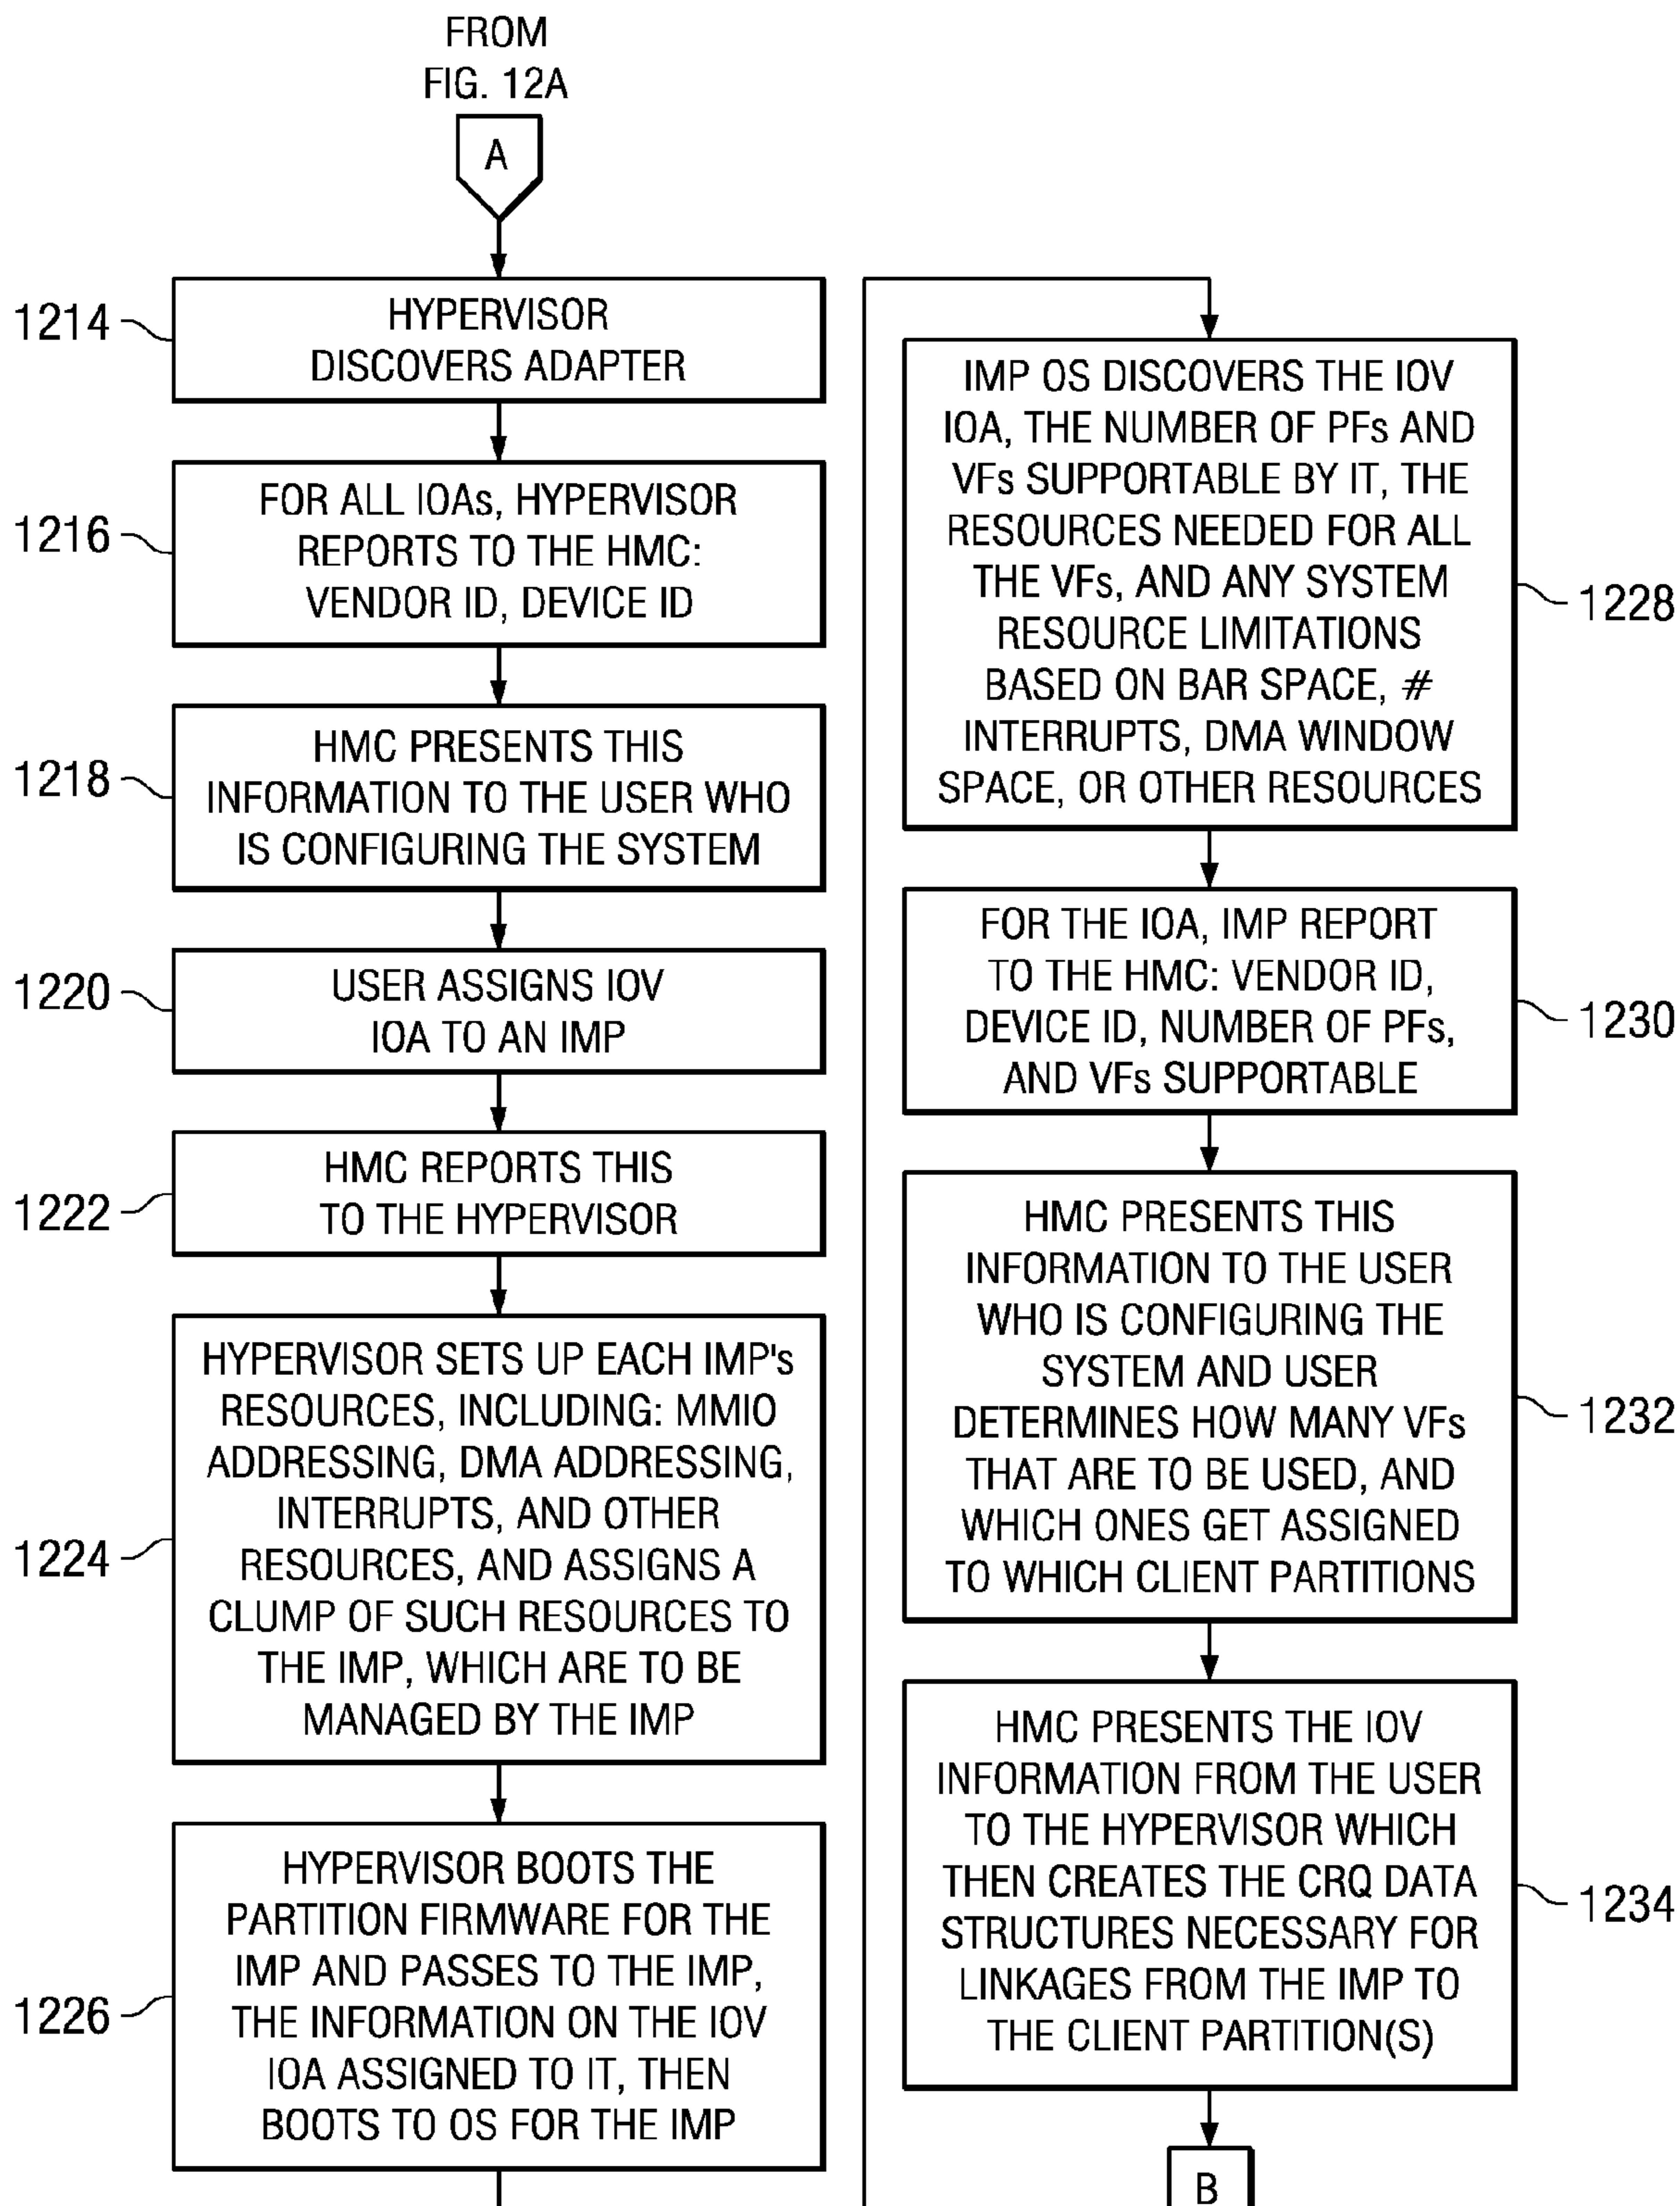 FROM
FIG. 12A
A
1214
HYPERVISOR
DISCOVERS ADAPTER
1216
FOR ALL IOAs, HYPERVISOR
REPORTS TO THE HMC:
VENDOR ID, DEVICE ID
1218
HMC PRESENTS THIS
INFORMATION TO THE USER WHO
IS CONFIGURING THE SYSTEM
1220
USER ASSIGNS IOV
IOA TO AN IMP
1222
HMC REPORTS THIS
TO THE HYPERVISOR
1224
HYPERVISOR SETS UP EACH IMP's
RESOURCES, INCLUDING: MMIO
ADDRESSING, DMA ADDRESSING,
INTERRUPTS, AND OTHER
RESOURCES, AND ASSIGNS A
CLUMP OF SUCH RESOURCES TO
THE IMP, WHICH ARE TO BE
MANAGED BY THE IMP
1226
HYPERVISOR BOOTS THE
PARTITION FIRMWARE FOR THE
IMP AND PASSES TO THE IMP,
THE INFORMATION ON THE IOV
IOA ASSIGNED TO IT, THEN
BOOTS TO OS FOR THE IMP
IMP OS DISCOVERS THE IOV
IOA, THE NUMBER OF PFs AND
VFs SUPPORTABLE BY IT, THE
RESOURCES NEEDED FOR ALL
THE VFs, AND ANY SYSTEM
RESOURCE LIMITATIONS
BASED ON BAR SPACE, #
INTERRUPTS, DMA WINDOW
SPACE, OR OTHER RESOURCES
1228
FOR THE IOA, IMP REPORT
TO THE HMC: VENDOR ID,
DEVICE ID, NUMBER OF PFs,
AND VFs SUPPORTABLE
1230
HMC PRESENTS THIS
INFORMATION TO THE USER
WHO IS CONFIGURING THE
SYSTEM AND USER
DETERMINES HOW MANY VFs
THAT ARE TO BE USED, AND
WHICH ONES GET ASSIGNED
TO WHICH CLIENT PARTITIONS
1232
HMC PRESENTS THE IOV
INFORMATION FROM THE USER
TO THE HYPERVISOR WHICH
THEN CREATES THE CRQ DATA
STRUCTURES NECESSARY FOR
LINKAGES FROM THE IMP TO
THE CLIENT PARTITION(S)
1234
B